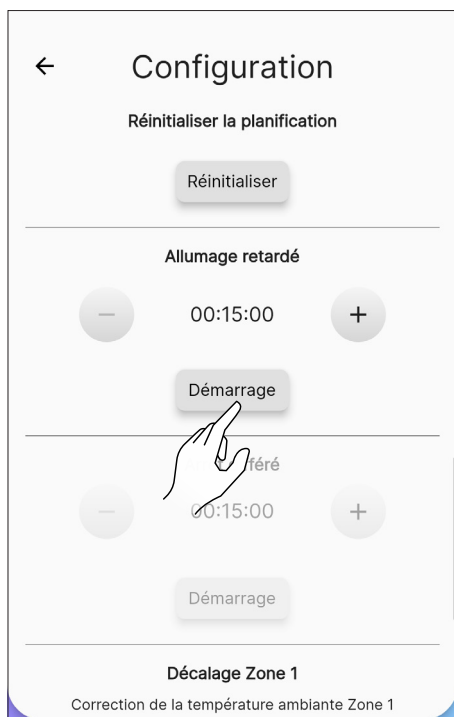 Configuration
Réinitialiser la planification
Réinitialiser
Allumage retardé
00:15:00
Démarrage
00:15:00
Démarrage
Décalage Zone 1
Correction de la température ambiante Zone 1